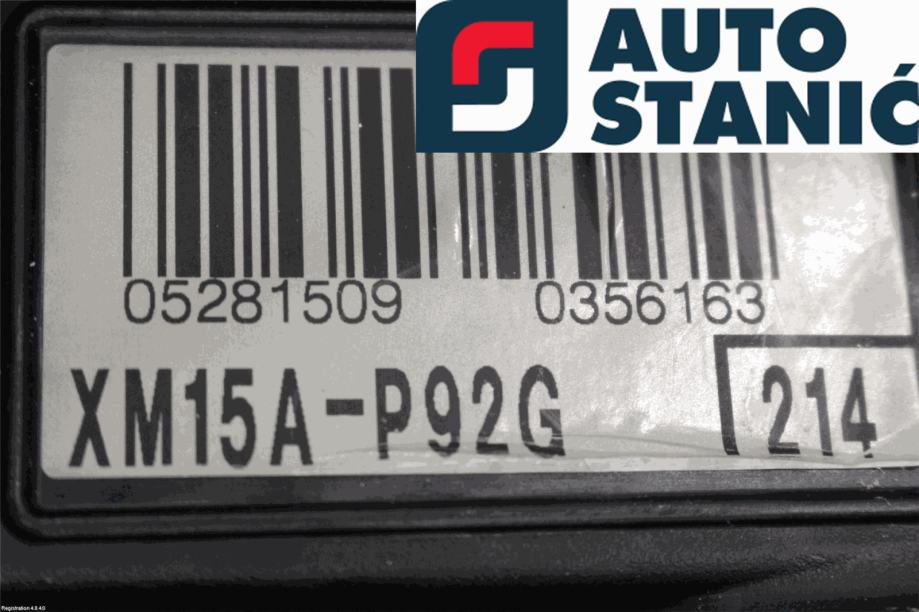 AUTO
STANIĆ
05281509 0356163
XM15A-P92G 214
Registration 4.0.4.0